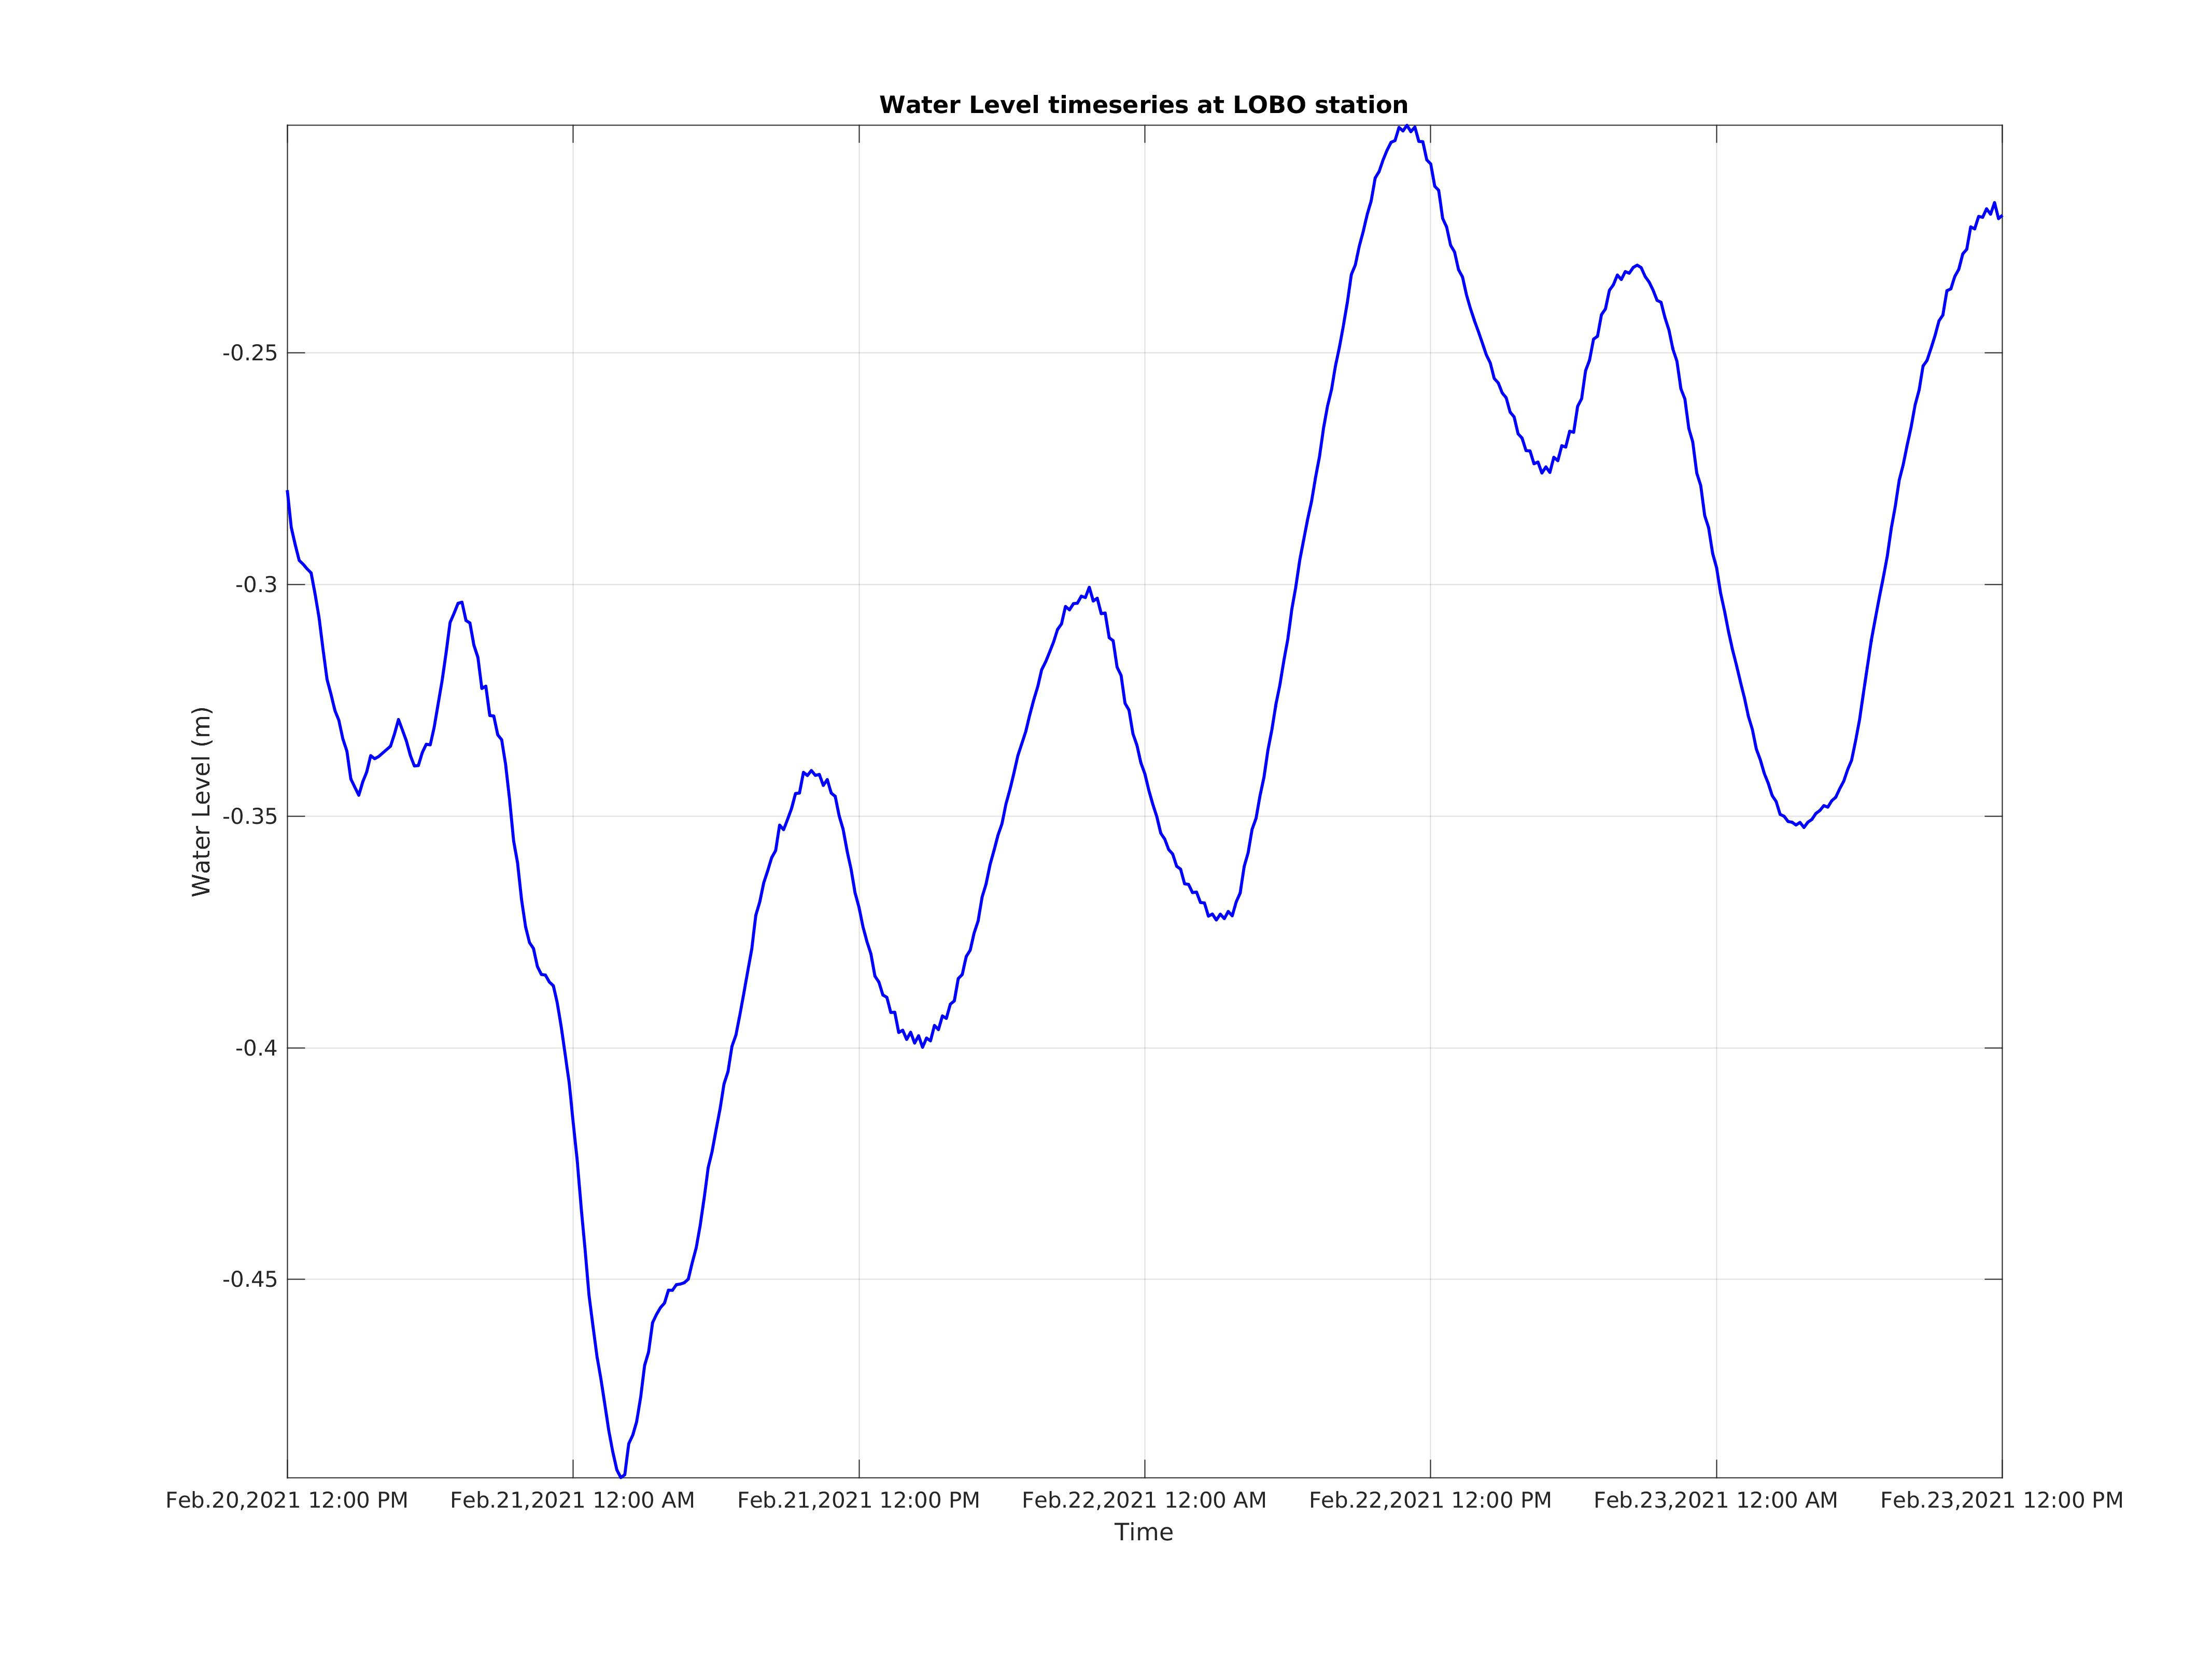 Water Level timeseries at LOBO station
-0.25
-0.3
-0.35
-0.4
-0.45
Water Level (m)
Feb.20,2021 12:00 PM Feb.21,2021 12:00 AM Feb.21,2021 12:00 PM Feb.22,2021 12:00 AM Feb.22,2021 12:00 PM Feb.23,2021 12:00 AM Feb.23,2021 12:00 PM
Time